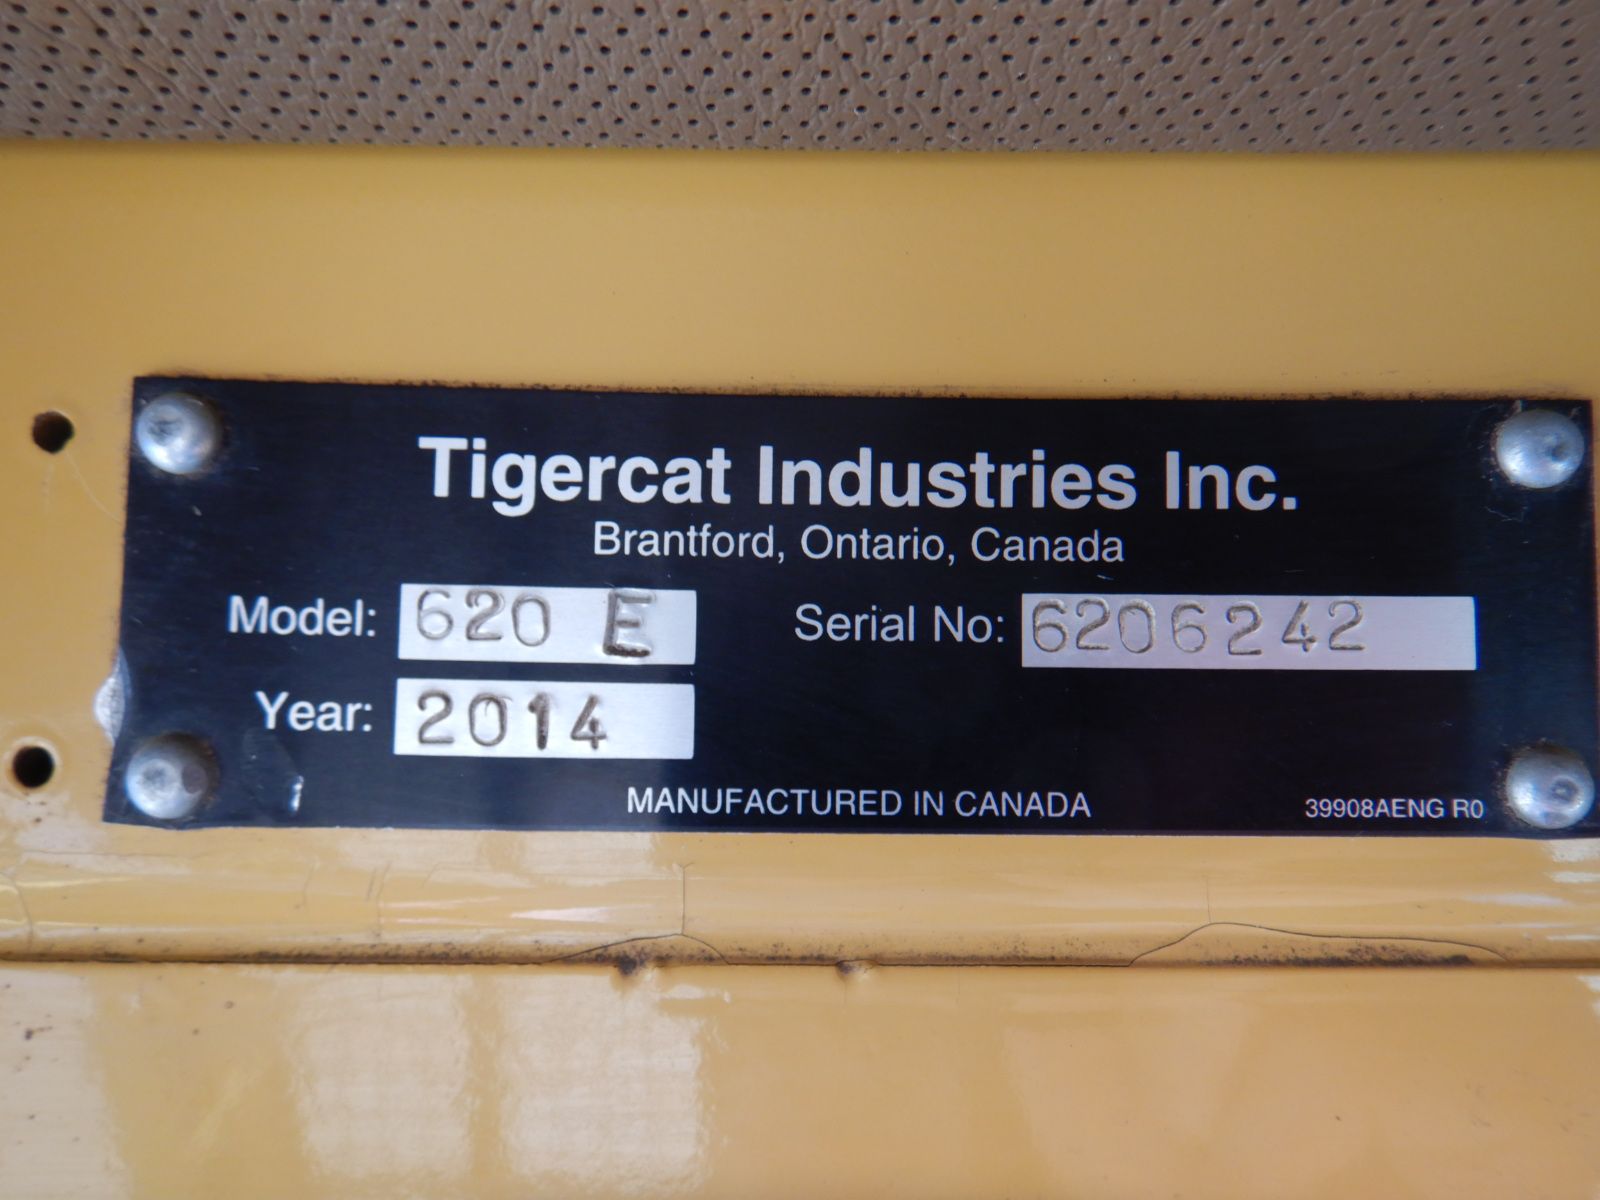 Tigercat Industries Inc.
Brantford, Ontario, Canada
Model: 620 E Serial No: 6206242
Year: 2014
MANUFACTURED IN CANADA 39908AENG R0